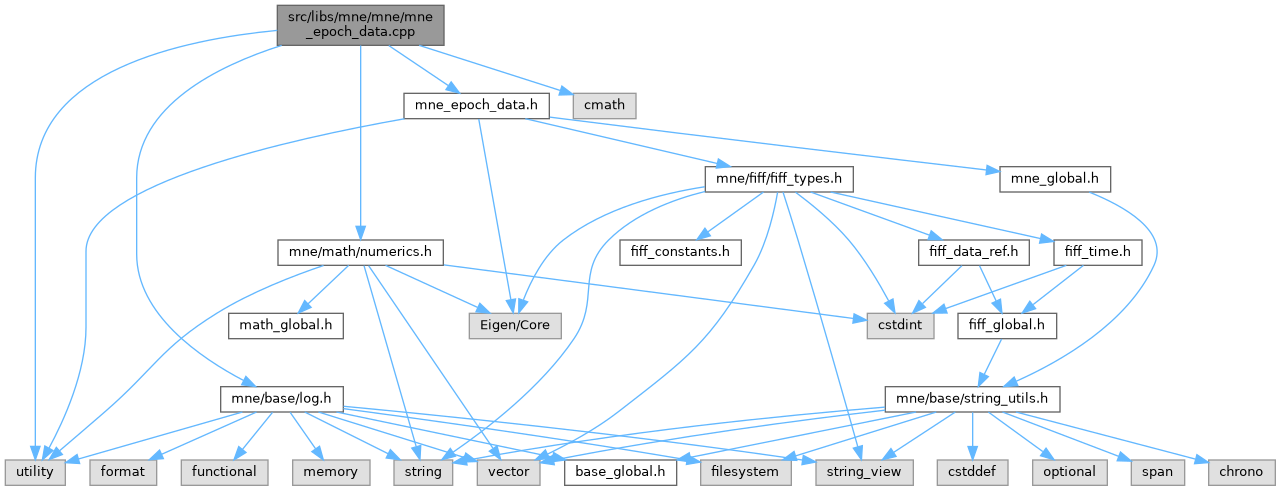 src/libs/mne/mne/mne
_epoch_data.cpp
mne_epoch_data.h
cmath
mne/fiff/fiff_types.h
mne_global.h
mne/math/numerics.h
fiff_constants.h
fiff_data_ref.h
fiff_time.h
math_global.h
Eigen/Core
cstdint
fiff_global.h
mne/base/log.h
mne/base/string_utils.h
utility
format
functional
memory
string
vector
base_global.h
filesystem
string_view
cstddef
optional
span
chrono